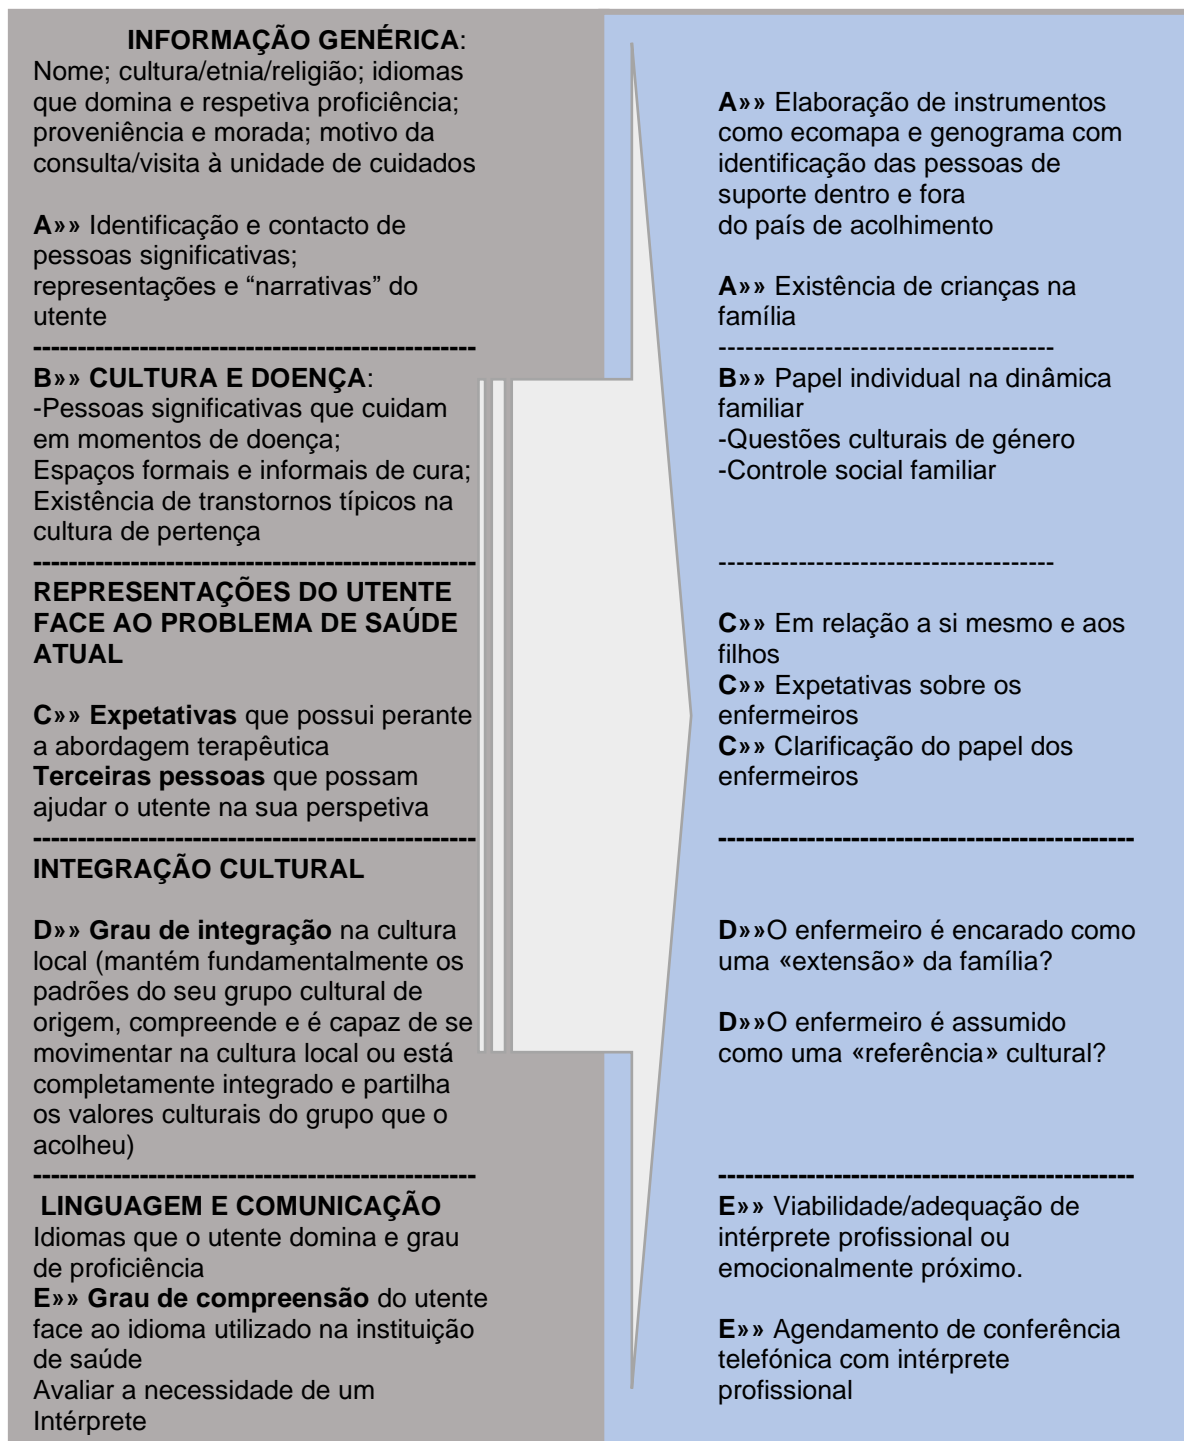 INFORMAÇÃO GENÉRICA:
Nome; cultura/etnia/religião; idiomas
que domina e respetiva proficiência;
proveniência e morada; motivo da
consulta/visita à unidade de cuidados
A»» Identificação e contacto de
pessoas significativas;
representações e “narrativas” do
utente
--------------------------------------------------
B»» CULTURA E DOENÇA:
-Pessoas significativas que cuidam
em momentos de doença;
Espaços formais e informais de cura;
Existência de transtornos típicos na
cultura de pertença
--------------------------------------------------
REPRESENTAÇÕES DO UTENTE
FACE AO PROBLEMA DE SAÚDE
ATUAL
C»» Expetativas que possui perante
a abordagem terapêutica
Terceiras pessoas que possam
ajudar o utente na sua perspetiva
--------------------------------------------------
INTEGRAÇÃO CULTURAL
D»» Grau de integração na cultura
local (mantém fundamentalmente os
padrões do seu grupo cultural de
origem, compreende e é capaz de se
movimentar na cultura local ou está
completamente integrado e partilha
os valores culturais do grupo que o
acolheu)
--------------------------------------------------
LINGUAGEM E COMUNICAÇÃO
Idiomas que o utente domina e grau
de proficiência
E»» Grau de compreensão do utente
face ao idioma utilizado na instituição
de saúde
Avaliar a necessidade de um
Intérprete
A»» Elaboração de instrumentos
como ecomapa e genograma com
identificação das pessoas de
suporte dentro e fora
do país de acolhimento
A»» Existência de crianças na
família
--------------------------------------
B»» Papel individual na dinâmica
familiar
-Questões culturais de género
-Controle social familiar
--------------------------------------
C»» Em relação a si mesmo e aos
filhos
C»» Expetativas sobre os
enfermeiros
C»» Clarificação do papel dos
enfermeiros
-----------------------------------------------
D»»O enfermeiro é encarado como
uma «extensão» da família?
D»»O enfermeiro é assumido
como uma «referência» cultural?
-----------------------------------------------
E»» Viabilidade/adequação de
intérprete profissional ou
emocionalmente próximo.
E»» Agendamento de conferência
telefónica com intérprete
profissional